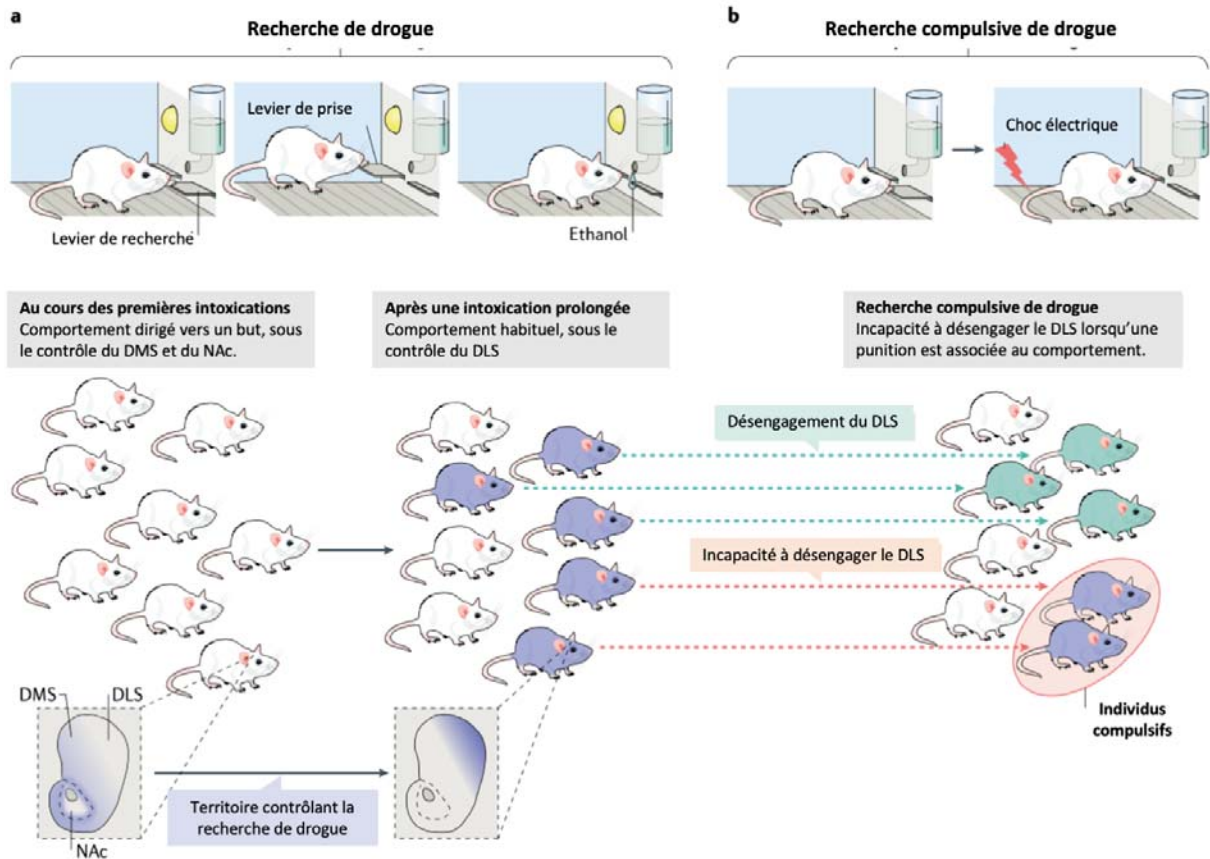 a
Recherche de drogue
b
Recherche compulsive de drogue
Levier de prise
Levier de recherche
Ethanol
Choc électrique
Au cours des premières intoxications
Comportement dirigé vers un but, sous
le contrôle du DMS et du NAc.
Après une intoxication prolongée
Comportement habituel, sous le
contrôle du DLS
Recherche compulsive de drogue
Incapacité à désengager le DLS lorsqu'une
punition est associée au comportement.
Désengagement du DLS
Incapacité à désengager le DLS
DMS
DLS
Individus
compulsifs
Territoire contrôlant la
recherche de drogue
NAc